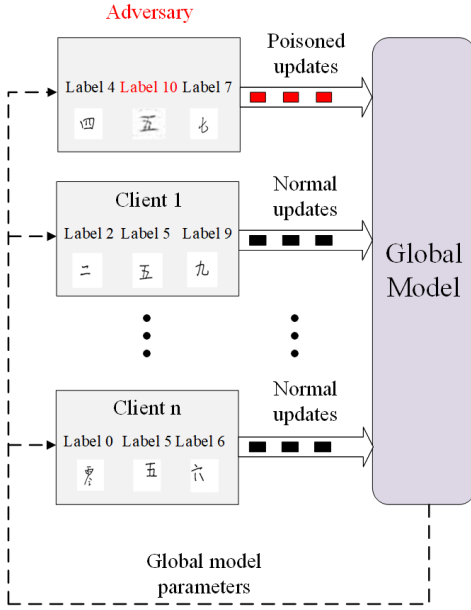 Adversary
Label 4 Label 10 Label 7
四 五 七
Poisoned
updates
Client 1
Label 2 Label 5 Label 9
二 五 九
Normal
updates
Global
Model
Client n
Label 0 Label 5 Label 6
零 五 六
Normal
updates
Global model
parameters